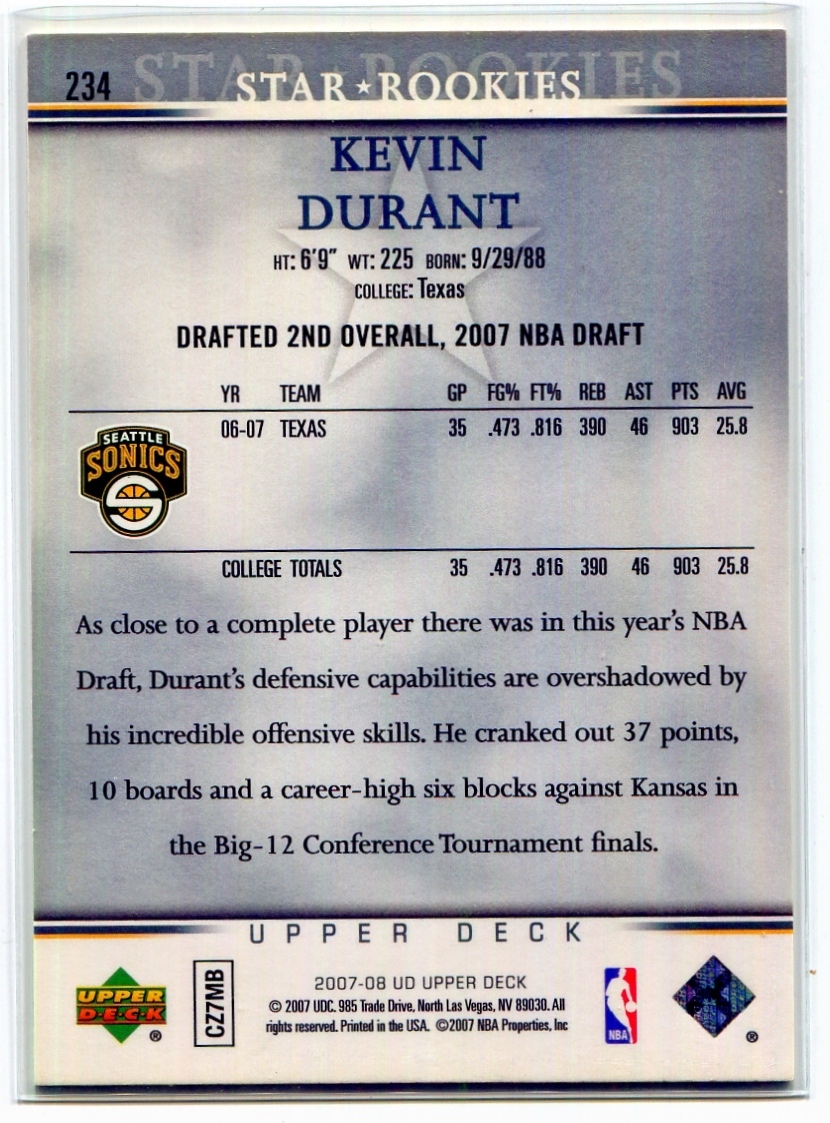 234
STAR ROOKIES
STAR★ROOKIES
KEVIN
DURANT
HT: 6'9" WT: 225 BORN: 9/29/88
COLLEGE: Texas
DRAFTED 2ND OVERALL, 2007 NBA DRAFT
YR TEAM GP FG% FT% REB AST PTS AVG
06-07 TEXAS 35 .473 .816 390 46 903 25.8
SEATTLE
SONICS
COLLEGE TOTALS 35 .473 .816 390 46 903 25.8
As close to a complete player there was in this year's NBA
Draft, Durant's defensive capabilities are overshadowed by
his incredible offensive skills. He cranked out 37 points,
10 boards and a career-high six blocks against Kansas in
the Big-12 Conference Tournament finals.
UPPER DECK
UPPER
D·E·C·K
®
CZ7MB
2007-08 UD UPPER DECK
© 2007 UDC. 985 Trade Drive, North Las Vegas, NV 89030. All
rights reserved. Printed in the USA. ©2007 NBA Properties, Inc
NBA
®